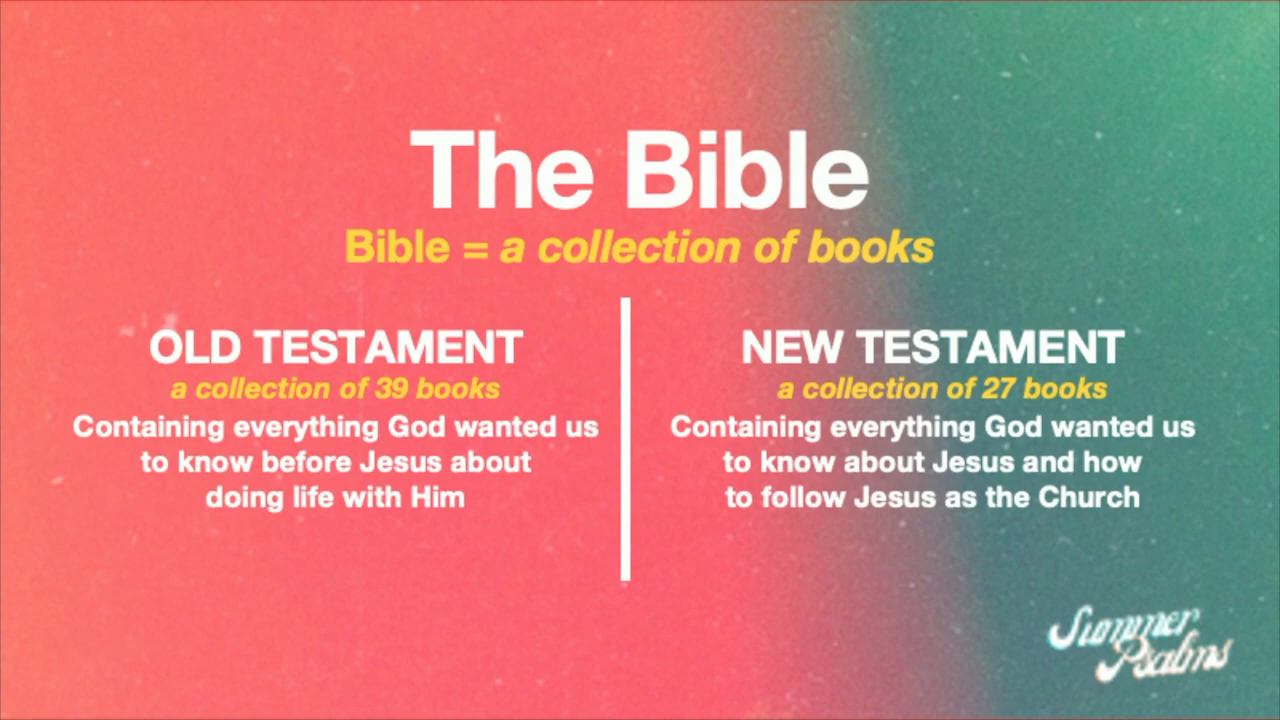 The Bible
Bible = a collection of books
OLD TESTAMENT
a collection of 39 books
Containing everything God wanted us
to know before Jesus about
doing life with Him
NEW TESTAMENT
a collection of 27 books
Containing everything God wanted us
to know about Jesus and how
to follow Jesus as the Church
Summer
Psalms